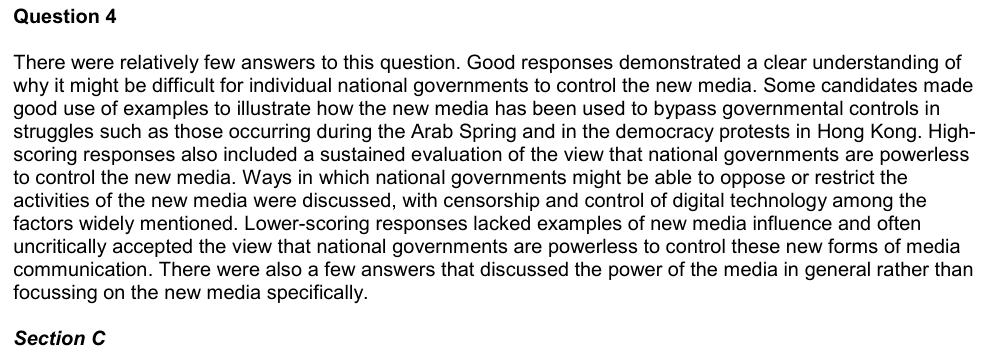 Question 4
There were relatively few answers to this question. Good responses demonstrated a clear understanding of
why it might be difficult for individual national governments to control the new media. Some candidates made
good use of examples to illustrate how the new media has been used to bypass governmental controls in
struggles such as those occurring during the Arab Spring and in the democracy protests in Hong Kong. High-
scoring responses also included a sustained evaluation of the view that national governments are powerless
to control the new media. Ways in which national governments might be able to oppose or restrict the
activities of the new media were discussed, with censorship and control of digital technology among the
factors widely mentioned. Lower-scoring responses lacked examples of new media influence and often
uncritically accepted the view that national governments are powerless to control these new forms of media
communication. There were also a few answers that discussed the power of the media in general rather than
focussing on the new media specifically.
Section C